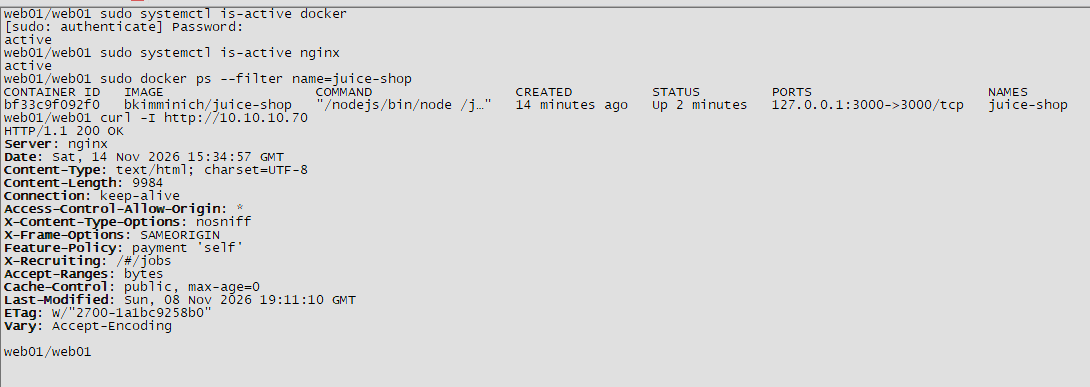 web01/web01 sudo systemctl is-active docker
[sudo: authenticate] Password:
active
web01/web01 sudo systemctl is-active nginx
active
web01/web01 sudo docker ps --filter name=juice-shop
CONTAINER ID   IMAGE                   COMMAND                  CREATED          STATUS         PORTS                      NAMES
bf33c9f092f0   bkimminich/juice-shop   "/nodejs/bin/node /j…"   14 minutes ago   Up 2 minutes   127.0.0.1:3000->3000/tcp   juice-shop
web01/web01 curl -I http://10.10.10.70
HTTP/1.1 200 OK
Server: nginx
Date: Sat, 14 Nov 2026 15:34:57 GMT
Content-Type: text/html; charset=UTF-8
Content-Length: 9984
Connection: keep-alive
Access-Control-Allow-Origin: *
X-Content-Type-Options: nosniff
X-Frame-Options: SAMEORIGIN
Feature-Policy: payment 'self'
X-Recruiting: /#/jobs
Accept-Ranges: bytes
Cache-Control: public, max-age=0
Last-Modified: Sun, 08 Nov 2026 19:11:10 GMT
ETag: W/"2700-1a1bc9258b0"
Vary: Accept-Encoding
web01/web01